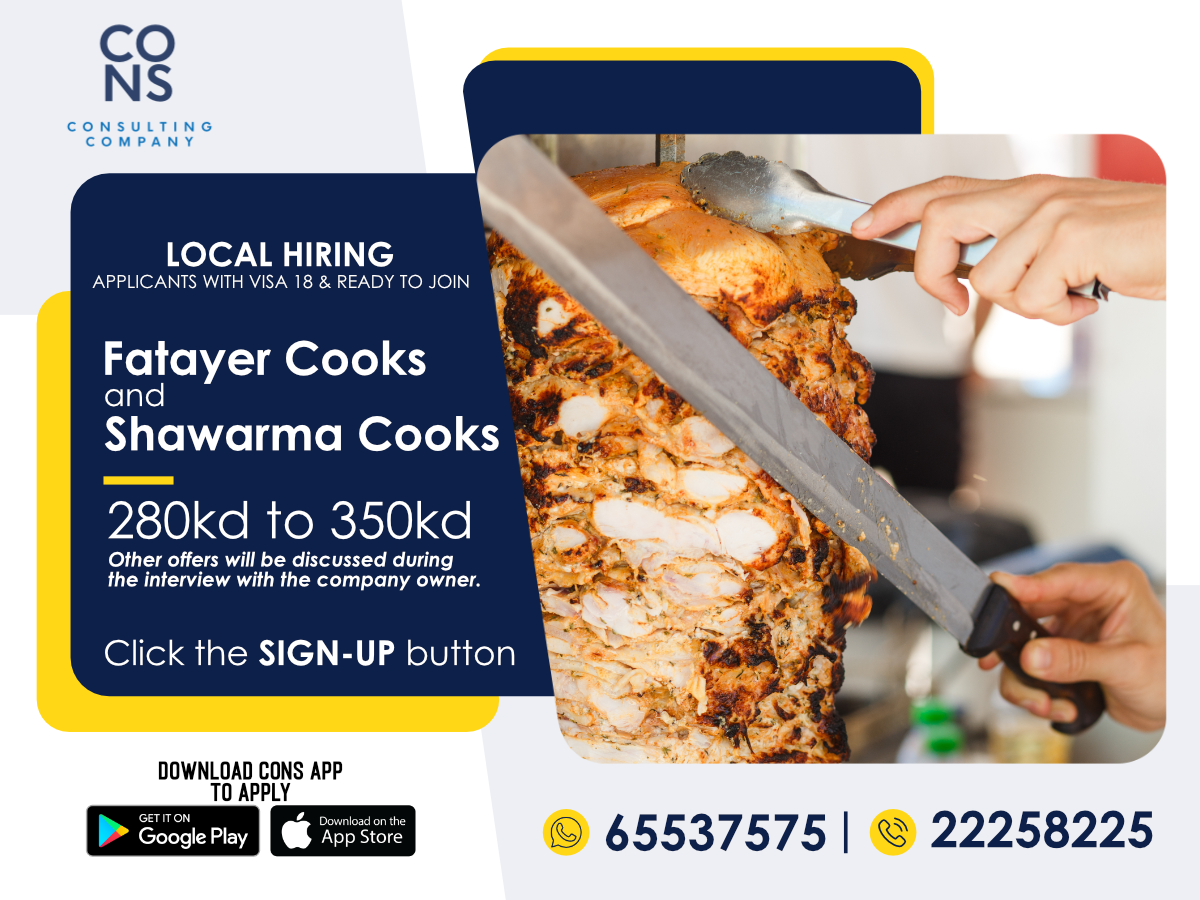 CO
NS
CONSULTING
COMPANY
LOCAL HIRING
APPLICANTS WITH VISA 18 & READY TO JOIN
Fatayer Cooks
and
Shawarma Cooks
280kd to 350kd
Other offers will be discussed during
the interview with the company owner.
Click the SIGN-UP button
DOWNLOAD CONS APP
TO APPLY
GET IT ON
Google Play
Download on the
App Store
65537575 | 22258225